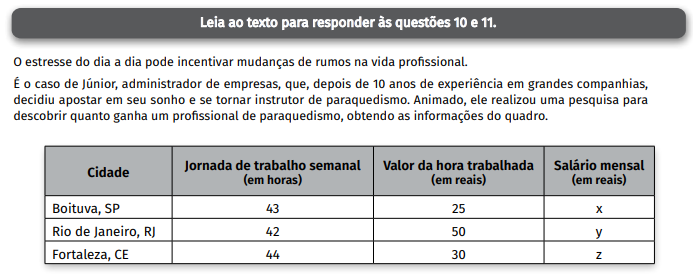 Leia ao texto para responder às questões 10 e 11.
O estresse do dia a dia pode incentivar mudanças de rumos na vida profissional.
É o caso de Júnior, administrador de empresas, que, depois de 10 anos de experiência em grandes companhias,
decidiu apostar em seu sonho e se tornar instrutor de paraquedismo. Animado, ele realizou uma pesquisa para
descobrir quanto ganha um profissional de paraquedismo, obtendo as informações do quadro.
Cidade Jornada de trabalho semanal (em horas) Valor da hora trabalhada (em reais) Salário mensal (em reais)
Boituva, SP 43 25 x
Rio de Janeiro, RJ 42 50 y
Fortaleza, CE 44 30 z